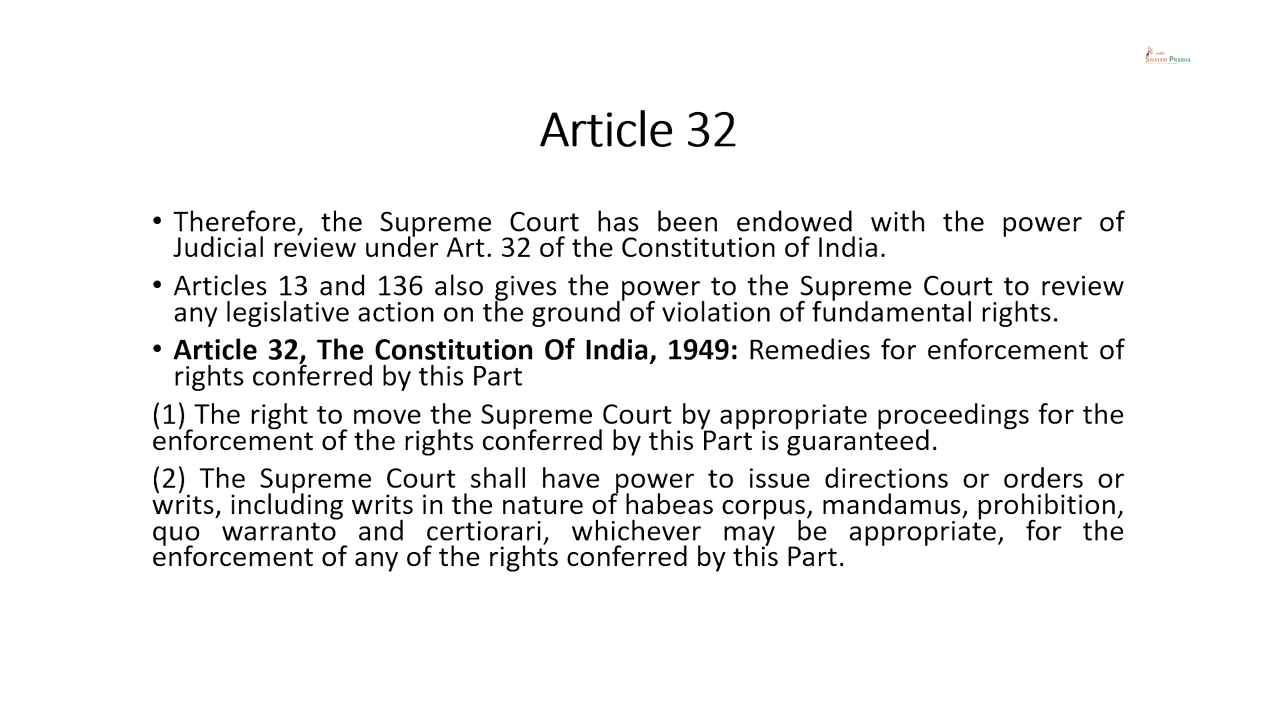 SWAYAM PRABHA
Article 32
• Therefore, the Supreme Court has been endowed with the power of
Judicial review under Art. 32 of the Constitution of India.
• Articles 13 and 136 also gives the power to the Supreme Court to review
any legislative action on the ground of violation of fundamental rights.
• Article 32, The Constitution Of India, 1949: Remedies for enforcement of
rights conferred by this Part
(1) The right to move the Supreme Court by appropriate proceedings for the
enforcement of the rights conferred by this Part is guaranteed.
(2) The Supreme Court shall have power to issue directions or orders or
writs, including writs in the nature of habeas corpus, mandamus, prohibition,
quo warranto and certiorari, whichever may be appropriate, for the
enforcement of any of the rights conferred by this Part.